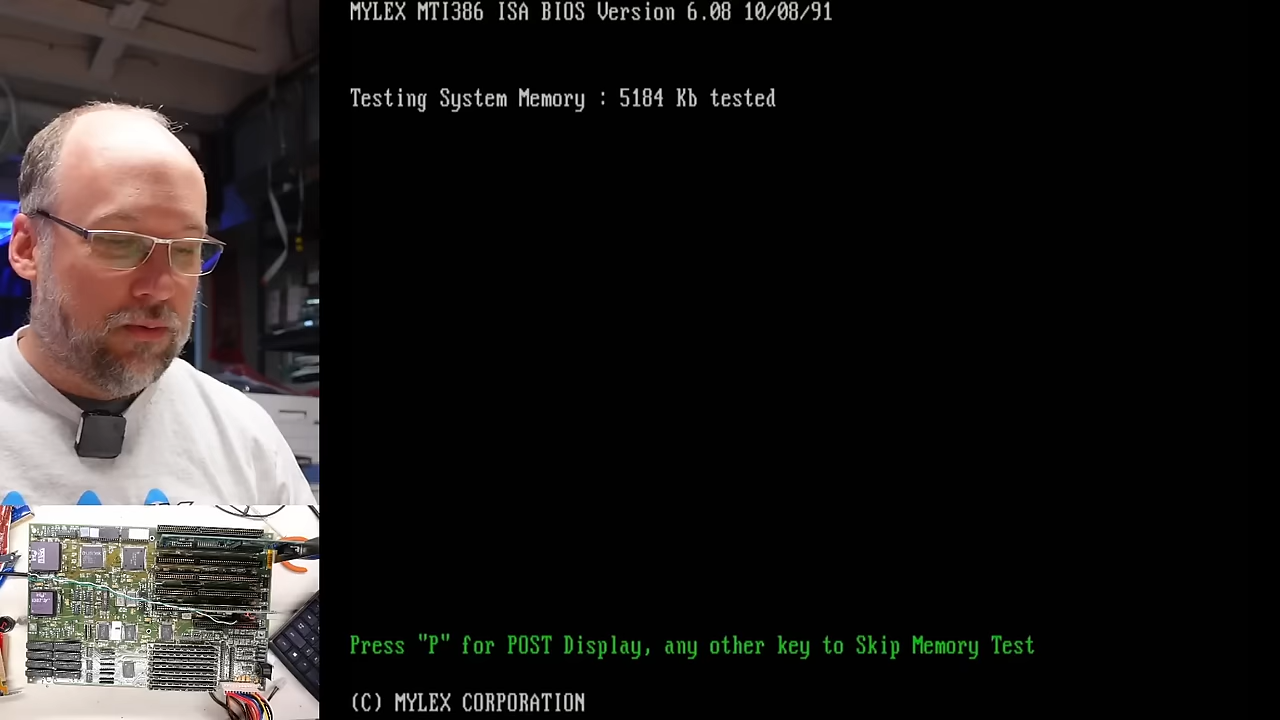 MYLEX MTI386 ISA BIOS Version 6.08 10/08/91
Testing System Memory : 5184 Kb tested
Press "P" for POST Display, any other key to Skip Memory Test
(C) MYLEX CORPORATION